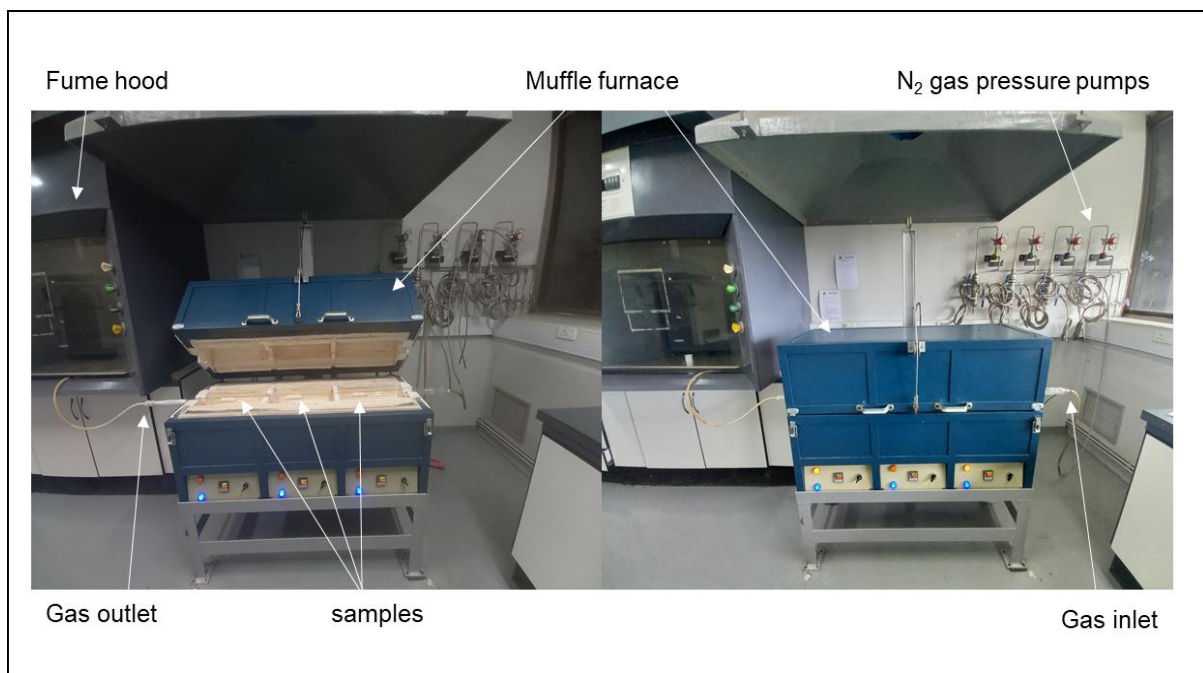 Fume hood
Muffle furnace
N₂ gas pressure pumps
Gas outlet
samples
Gas inlet